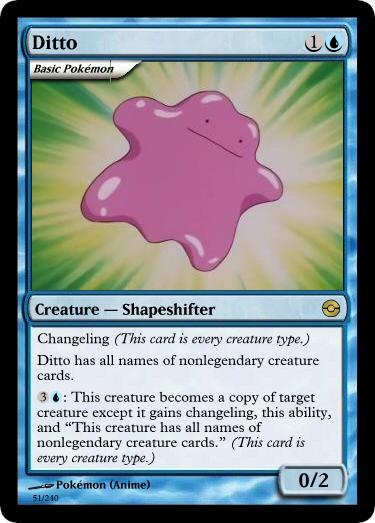 Ditto 1
Basic Pokémon
Creature — Shapeshifter
Changeling (This card is every creature type.)
Ditto has all names of nonlegendary creature
cards.
3 : This creature becomes a copy of target
creature except it gains changeling, this ability,
and “This creature has all names of
nonlegendary creature cards.” (This card is
every creature type.)
0/2
Pokémon (Anime)
51/240